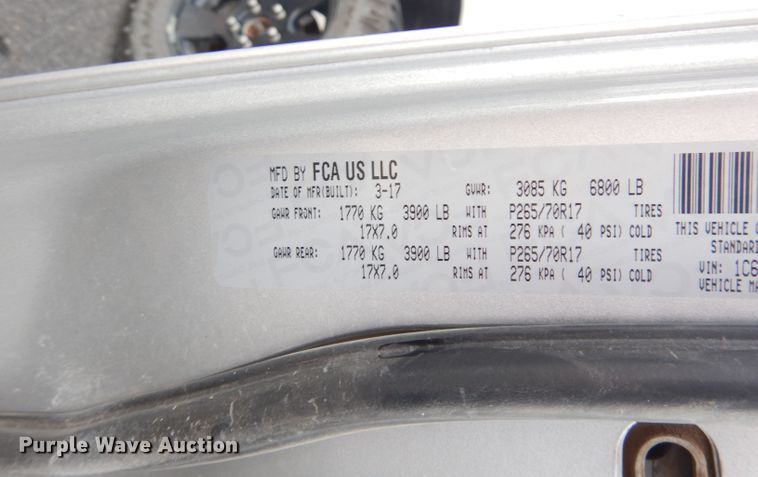 MFD BY FCA US LLC
DATE OF MFR(BUILT): 3-17 GVWR: 3085 KG 6800 LB
GAWR FRONT: 1770 KG 3900 LB WITH P265/70R17 TIRES
17X7.0 RIMS AT 276 KPA ( 40 PSI) COLD THIS VEHICLE
GAWR REAR: 1770 KG 3900 LB WITH P265/70R17 TIRES STANDAR
17X7.0 RIMS AT 276 KPA ( 40 PSI) COLD VIN: 1C6
VEHICLE MA
Purple Wave Auction